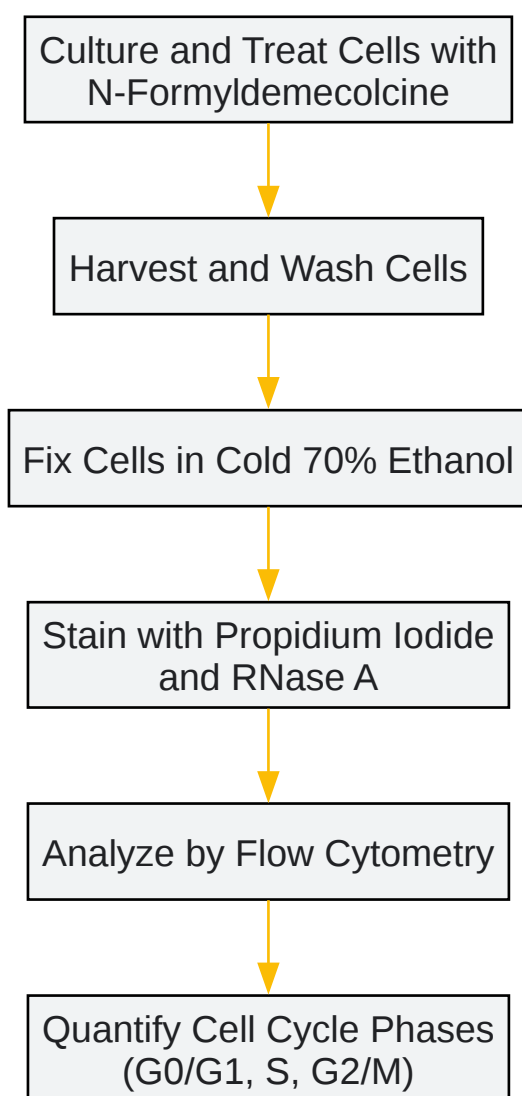 Culture and Treat Cells with
N-Formyldemecolcine
Harvest and Wash Cells
Fix Cells in Cold 70% Ethanol
Stain with Propidium Iodide
and RNase A
Analyze by Flow Cytometry
Quantify Cell Cycle Phases
(G0/G1, S, G2/M)